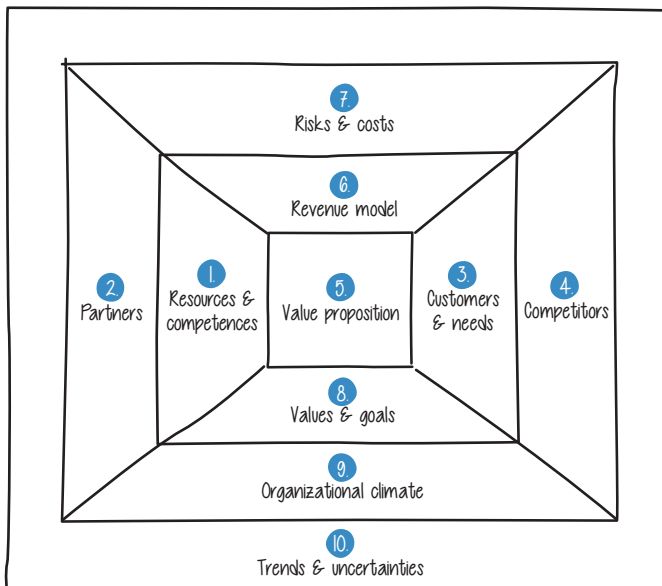 7.
Risks & costs
6.
Revenue model
2.
Partners
1.
Resources &
competences
5.
Value proposition
3.
Customers
& needs
4.
Competitors
8.
Values & goals
9.
Organizational climate
10.
Trends & uncertainties